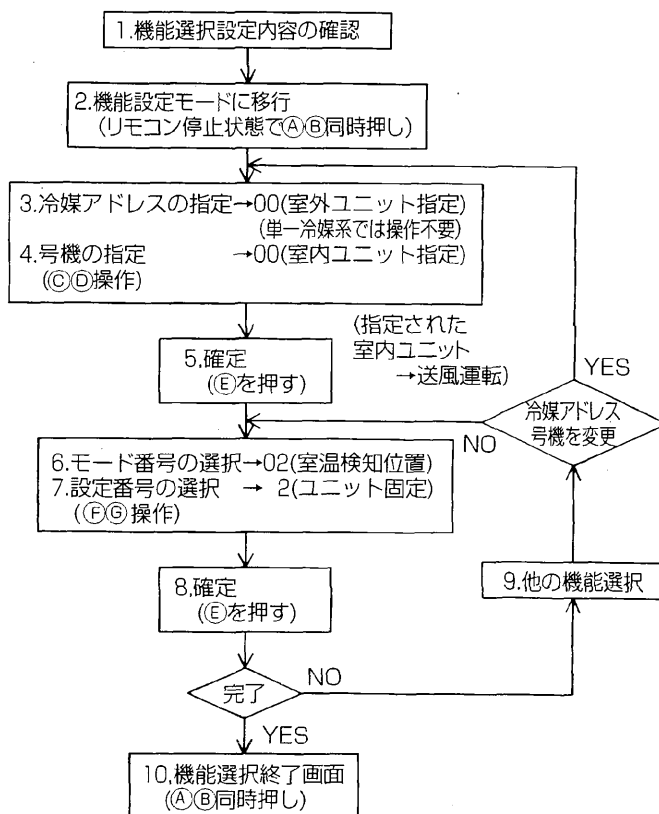 1.機能選択設定内容の確認
2.機能設定モードに移行
(リモコン停止状態でⒶⒷ同時押し)
3.冷媒アドレスの指定→00(室外ユニット指定)
(単一冷媒系では操作不要)
4.号機の指定 →00(室内ユニット指定)
(ⒸⒹ操作)
(指定された
室内ユニット
→送風運転)
5,確定
(Ⓔを押す)
YES
冷媒アドレス
号機を変更
NO
6.モード番号の選択→02(室温検知位置)
7.設定番号の選択 → 2(ユニット固定)
(ⒻⒼ操作)
8,確定
(Ⓔを押す)
9.他の機能選択
完了
NO
YES
10,機能選択終了画面
(ⒶⒷ同時押し)